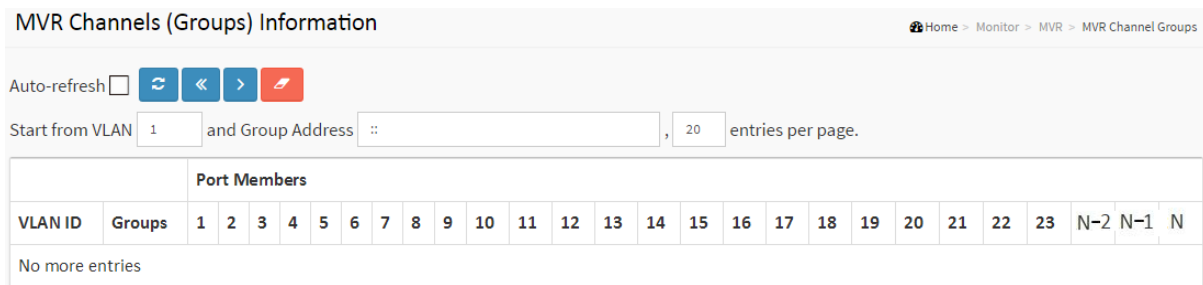 MVR Channels (Groups) Information
Home > Monitor > MVR > MVR Channel Groups
Auto-refresh
Start from VLAN 1 and Group Address :: , 20 entries per page.
Port Members
VLAN ID Groups 1 2 3 4 5 6 7 8 9 10 11 12 13 14 15 16 17 18 19 20 21 22 23 N-2 N-1 N
No more entries